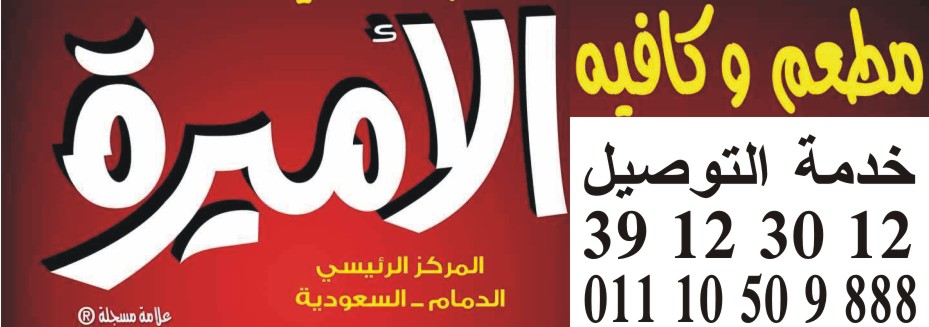 مطعم وكافيه
الأميرة
المركز الرئيسي
الدمام - السعودية
علامة مسجلة ®
خدمة التوصيل
39 12 30 12
011 10 50 9 888